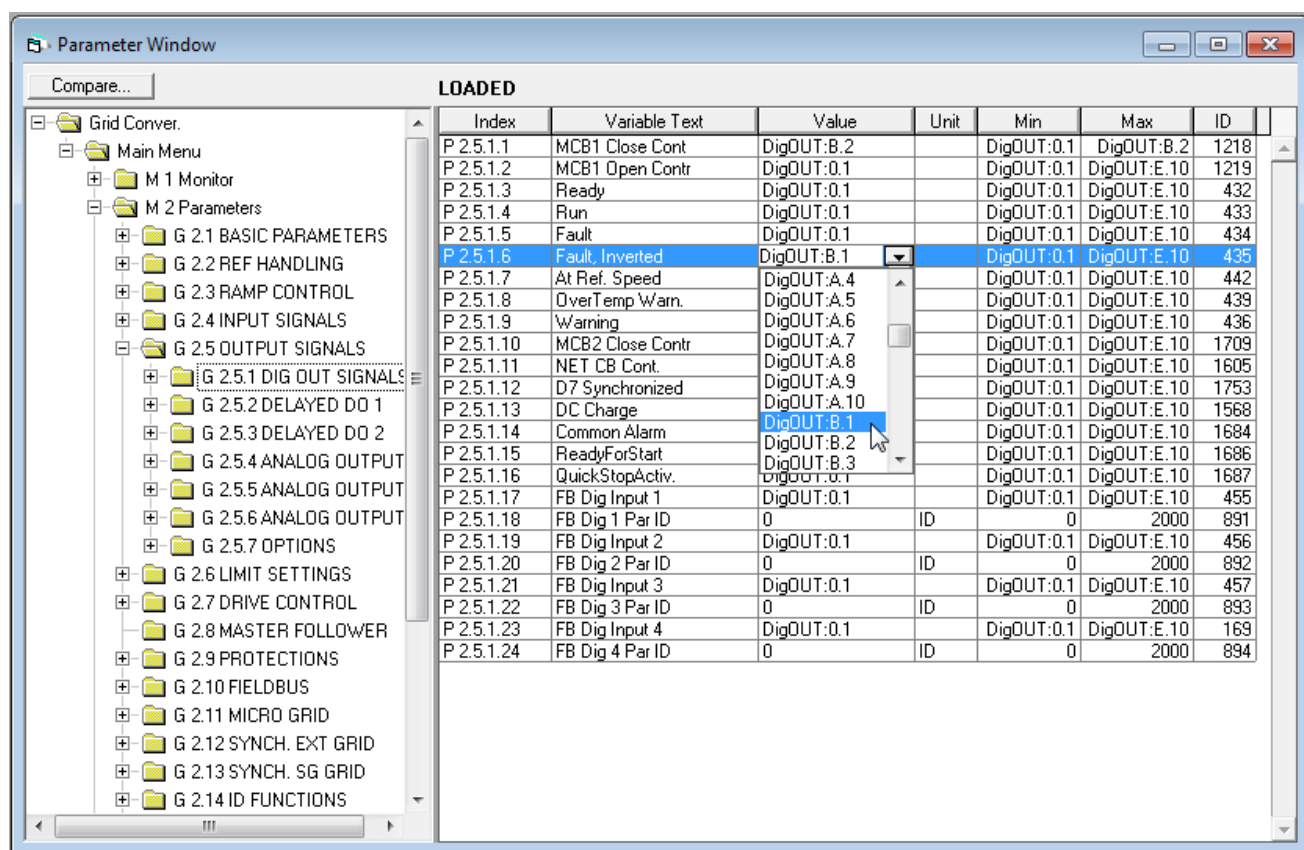 Parameter Window
Compare...
LOADED
Grid Conver.
Main Menu
M 1 Monitor
M 2 Parameters
G 2.1 BASIC PARAMETERS
G 2.2 REF HANDLING
G 2.3 RAMP CONTROL
G 2.4 INPUT SIGNALS
G 2.5 OUTPUT SIGNALS
G 2.5.1 DIG OUT SIGNALS
G 2.5.2 DELAYED DO 1
G 2.5.3 DELAYED DO 2
G 2.5.4 ANALOG OUTPUT
G 2.5.5 ANALOG OUTPUT
G 2.5.6 ANALOG OUTPUT
G 2.5.7 OPTIONS
G 2.6 LIMIT SETTINGS
G 2.7 DRIVE CONTROL
G 2.8 MASTER FOLLOWER
G 2.9 PROTECTIONS
G 2.10 FIELDBUS
G 2.11 MICRO GRID
G 2.12 SYNCH. EXT GRID
G 2.13 SYNCH. SG GRID
G 2.14 ID FUNCTIONS
Index Variable Text Value Unit Min Max ID
P 2.5.1.1 MCB1 Close Cont DigOUT:B.2 DigOUT:0.1 DigOUT:B.2 1218
P 2.5.1.2 MCB1 Open Contr DigOUT:0.1 DigOUT:0.1 DigOUT:E.10 1219
P 2.5.1.3 Ready DigOUT:0.1 DigOUT:0.1 DigOUT:E.10 432
P 2.5.1.4 Run DigOUT:0.1 DigOUT:0.1 DigOUT:E.10 433
P 2.5.1.5 Fault DigOUT:0.1 DigOUT:0.1 DigOUT:E.10 434
P 2.5.1.6 Fault, Inverted DigOUT:B.1 DigOUT:0.1 DigOUT:E.10 435
P 2.5.1.7 At Ref. Speed DigOUT:0.1 DigOUT:E.10 442
P 2.5.1.8 OverTemp Warn. DigOUT:0.1 DigOUT:E.10 439
P 2.5.1.9 Warning DigOUT:0.1 DigOUT:E.10 436
P 2.5.1.10 MCB2 Close Contr DigOUT:0.1 DigOUT:E.10 1709
P 2.5.1.11 NET CB Cont. DigOUT:0.1 DigOUT:E.10 1605
P 2.5.1.12 D7 Synchronized DigOUT:0.1 DigOUT:E.10 1753
P 2.5.1.13 DC Charge DigOUT:0.1 DigOUT:E.10 1568
P 2.5.1.14 Common Alarm DigOUT:0.1 DigOUT:E.10 1684
P 2.5.1.15 ReadyForStart DigOUT:0.1 DigOUT:E.10 1686
P 2.5.1.16 QuickStopActiv. DigOUT:0.1 DigOUT:0.1 DigOUT:E.10 1687
P 2.5.1.17 FB Dig Input 1 DigOUT:0.1 DigOUT:0.1 DigOUT:E.10 455
P 2.5.1.18 FB Dig 1 Par ID 0 ID 0 2000 891
P 2.5.1.19 FB Dig Input 2 DigOUT:0.1 DigOUT:0.1 DigOUT:E.10 456
P 2.5.1.20 FB Dig 2 Par ID 0 ID 0 2000 892
P 2.5.1.21 FB Dig Input 3 DigOUT:0.1 DigOUT:0.1 DigOUT:E.10 457
P 2.5.1.22 FB Dig 3 Par ID 0 ID 0 2000 893
P 2.5.1.23 FB Dig Input 4 DigOUT:0.1 DigOUT:0.1 DigOUT:E.10 169
P 2.5.1.24 FB Dig 4 Par ID 0 ID 0 2000 894
DigOUT:A.4
DigOUT:A.5
DigOUT:A.6
DigOUT:A.7
DigOUT:A.8
DigOUT:A.9
DigOUT:A.10
DigOUT:B.1
DigOUT:B.2
DigOUT:B.3